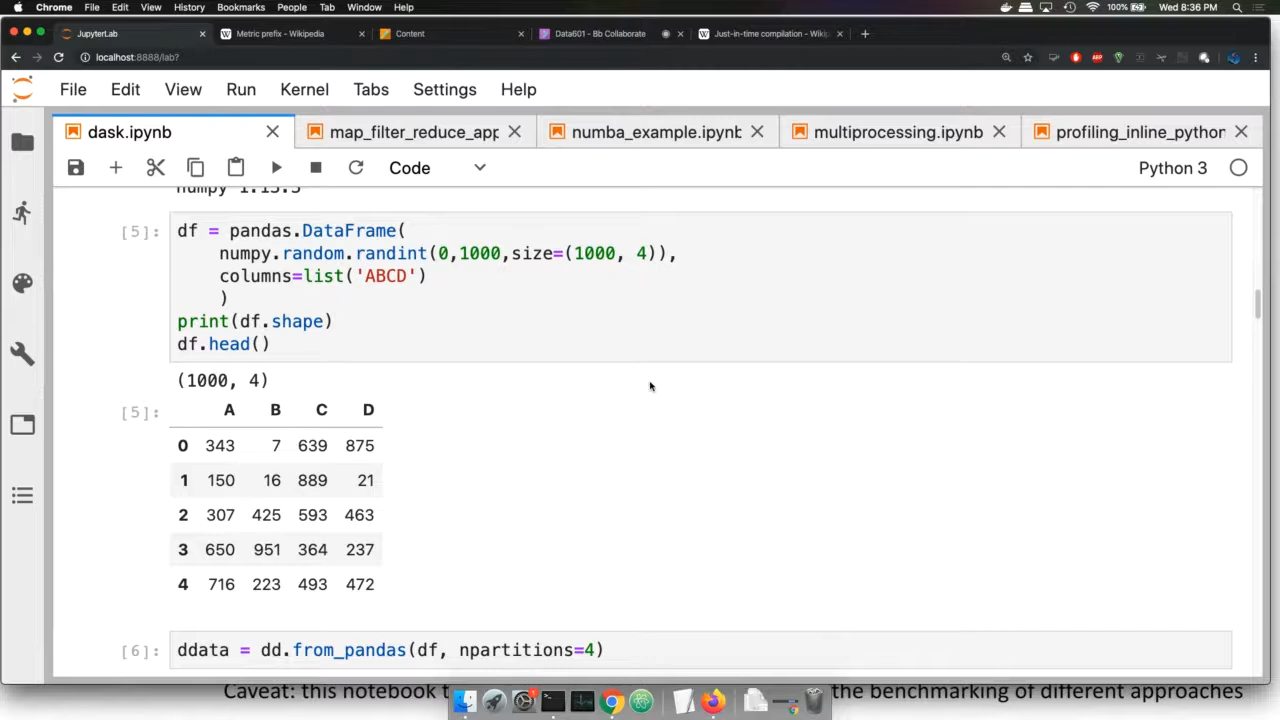 Chrome File Edit View History Bookmarks People Tab Window Help 100% Wed 8:36 PM
JupyterLab Metric prefix - Wikipedia Content Data601 - Bb Collaborate Just-in-time compilation - Wiki
localhost:8888/lab?
File Edit View Run Kernel Tabs Settings Help
dask.ipynb map_filter_reduce_app numba_example.ipynb multiprocessing.ipynb profiling_inline_python
Code Python 3
numpy 1.15.3
[5]: df = pandas.DataFrame(
numpy.random.randint(0,1000,size=(1000, 4)),
columns=list('ABCD')
)
print(df.shape)
df.head()
(1000, 4)
[5]: A B C D
0 343 7 639 875
1 150 16 889 21
2 307 425 593 463
3 650 951 364 237
4 716 223 493 472
[6]: ddata = dd.from_pandas(df, npartitions=4)
Caveat: this notebook t the benchmarking of different approaches